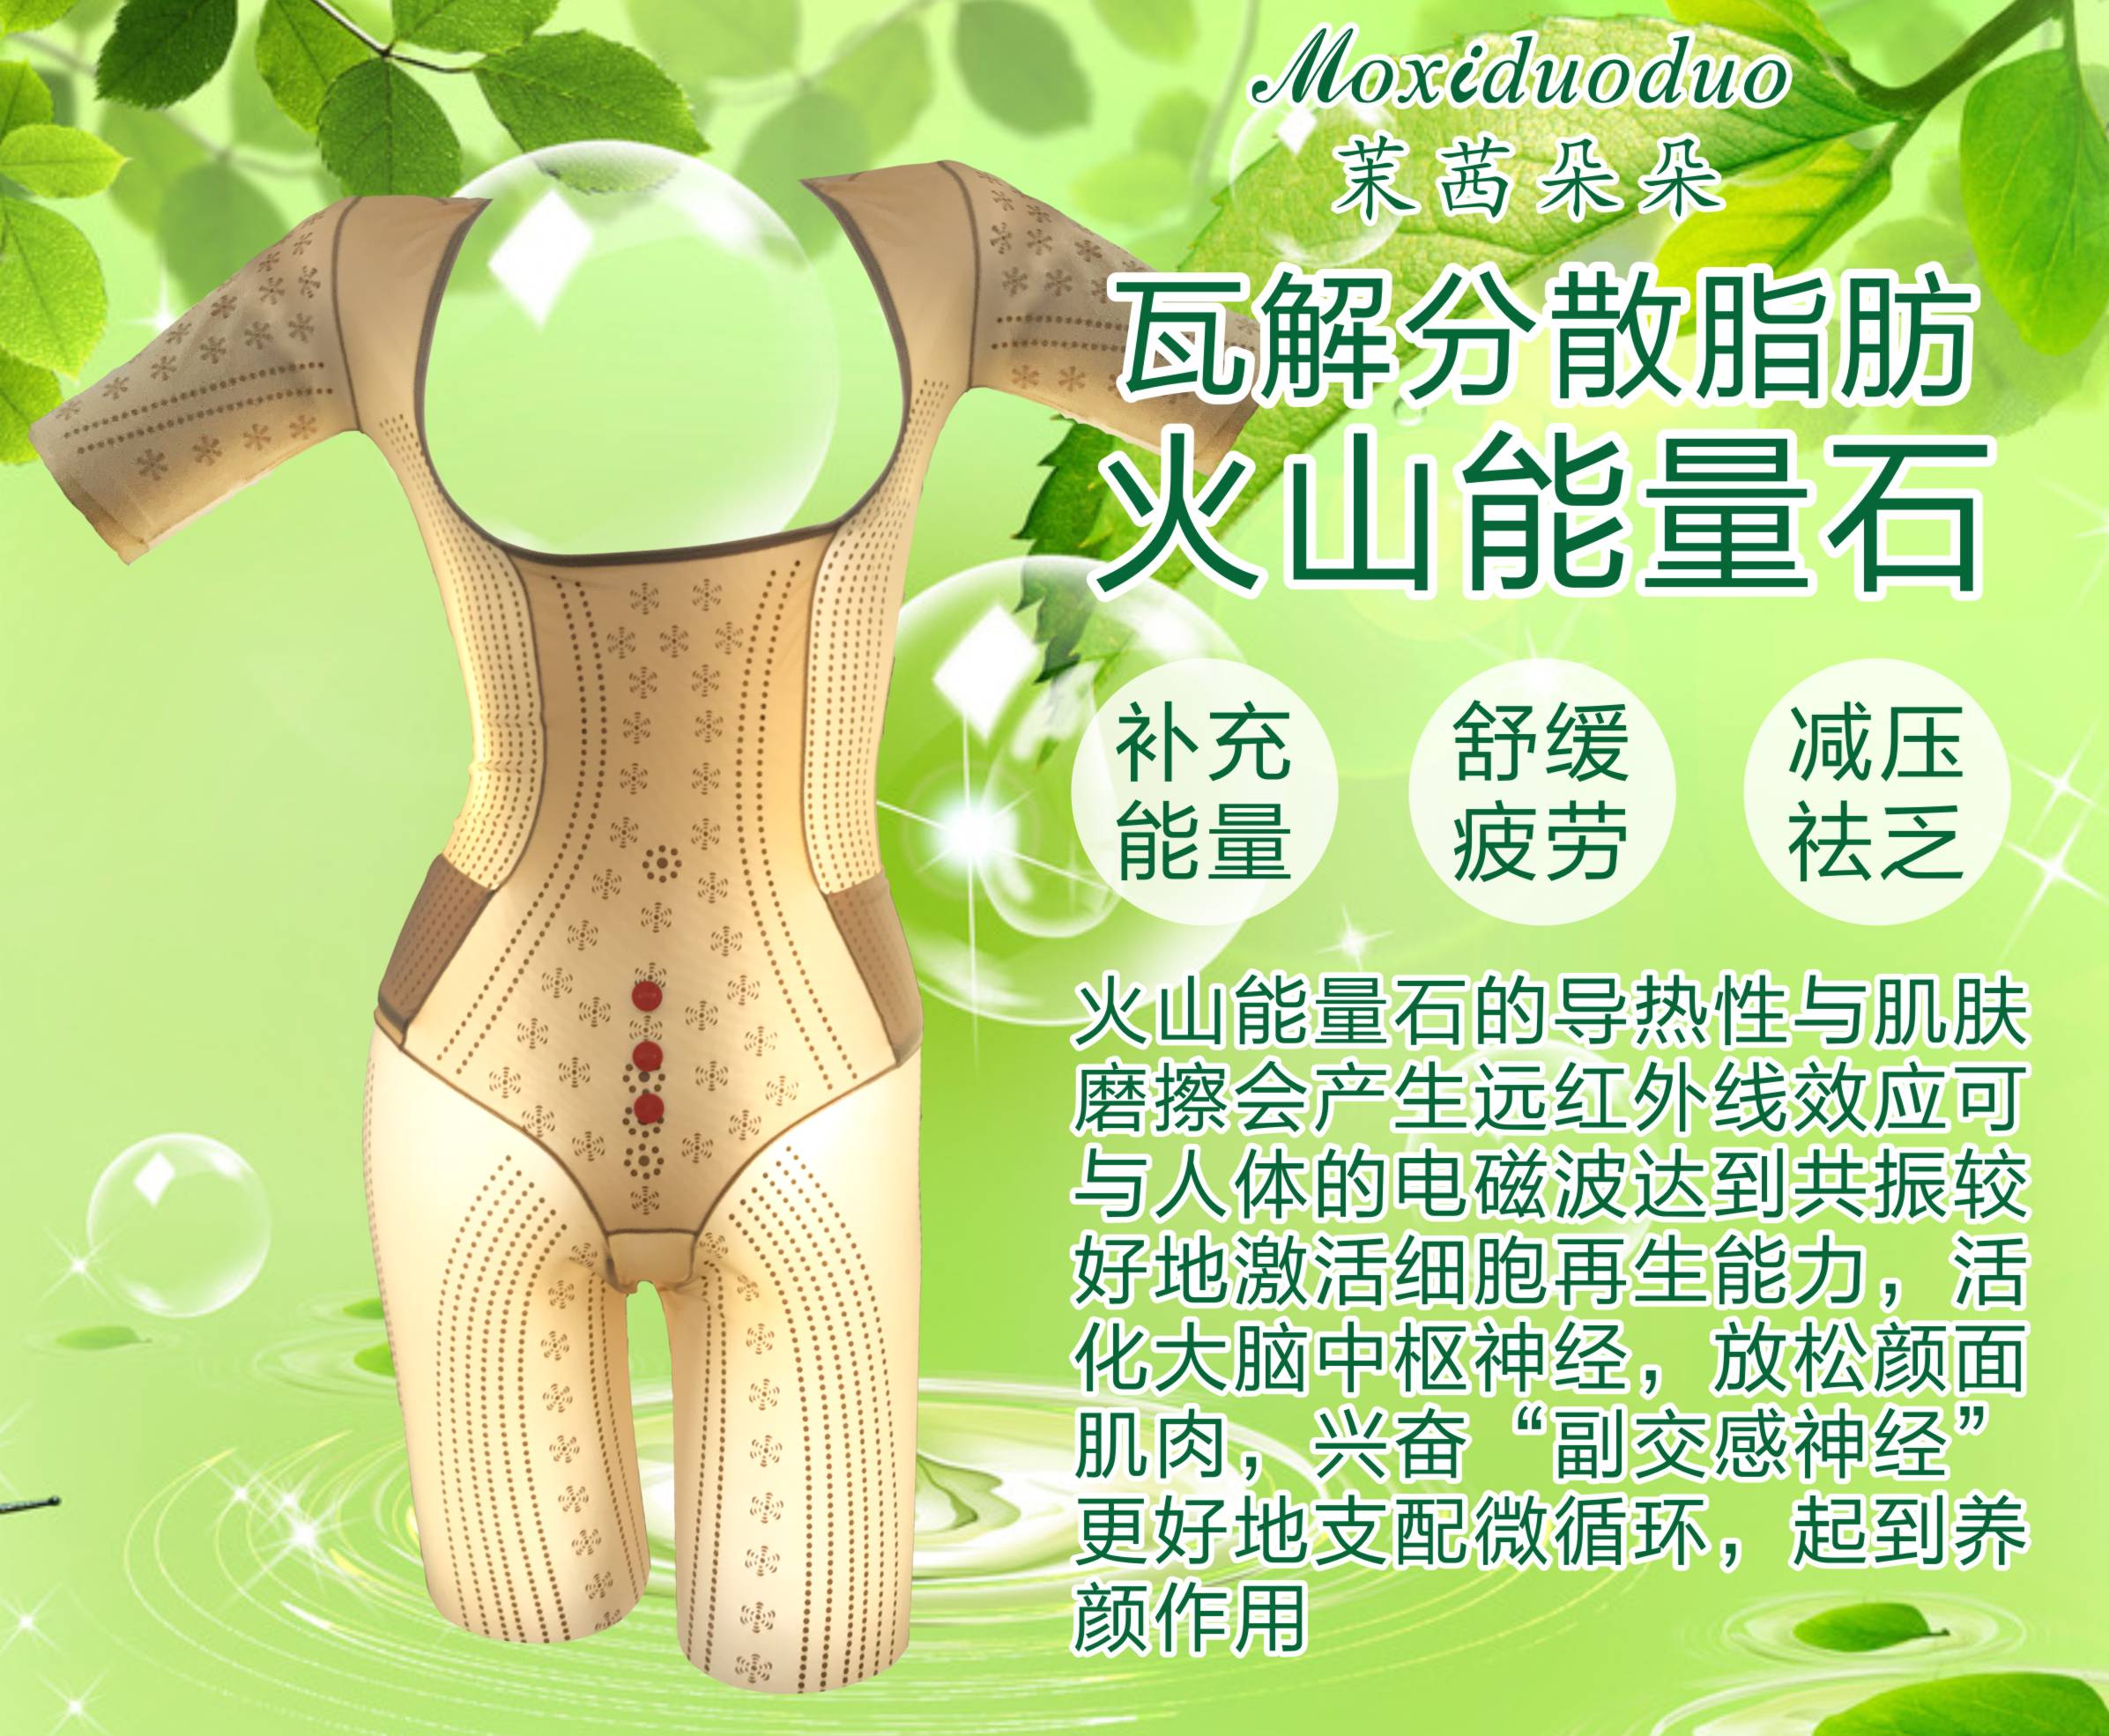 Moxiduoduo
茉茜朵朵
瓦解分散脂肪
火山能量石
补充
能量
舒缓
疲劳
减压
祛乏
火山能量石的导热性与肌肤
磨擦会产生远红外线效应可
与人体的电磁波达到共振较
好地激活细胞再生能力，活
化大脑中枢神经，放松颜面
肌肉，兴奋“副交感神经”
更好地支配微循环，起到养
颜作用